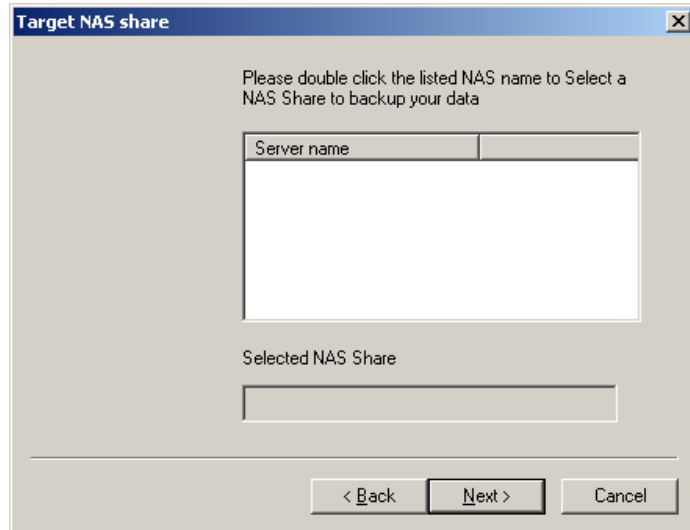 Target NAS share
Please double click the listed NAS name to Select a
NAS Share to backup your data
Server name
Selected NAS Share
< Back
Next >
Cancel